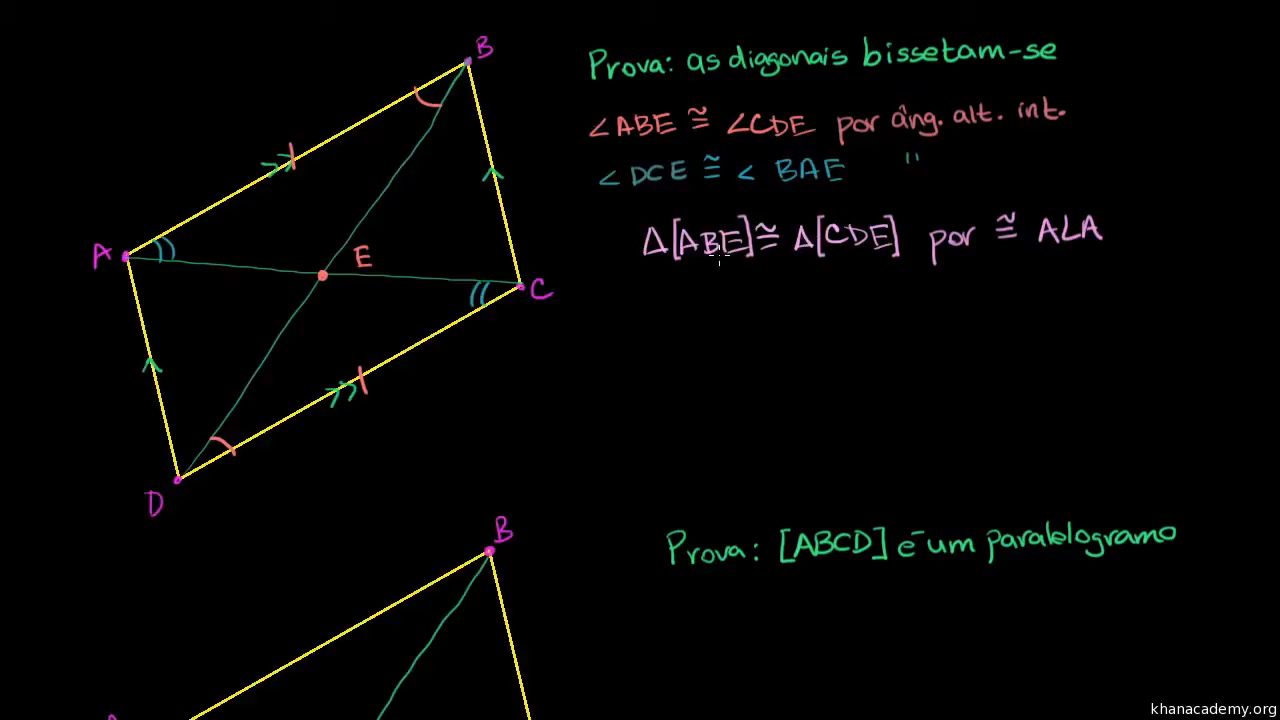 B
Prova: as diagonais bissetam-se
∠ABE ≅ ∠CDE por âng. alt. int.
∠DCE ≅ ∠BAE "
Δ[ABE] ≅ Δ[CDE] por ≅ ALA
A
E
C
D
B
Prova: [ABCD] é um paralelogramo
A
khanacademy.org